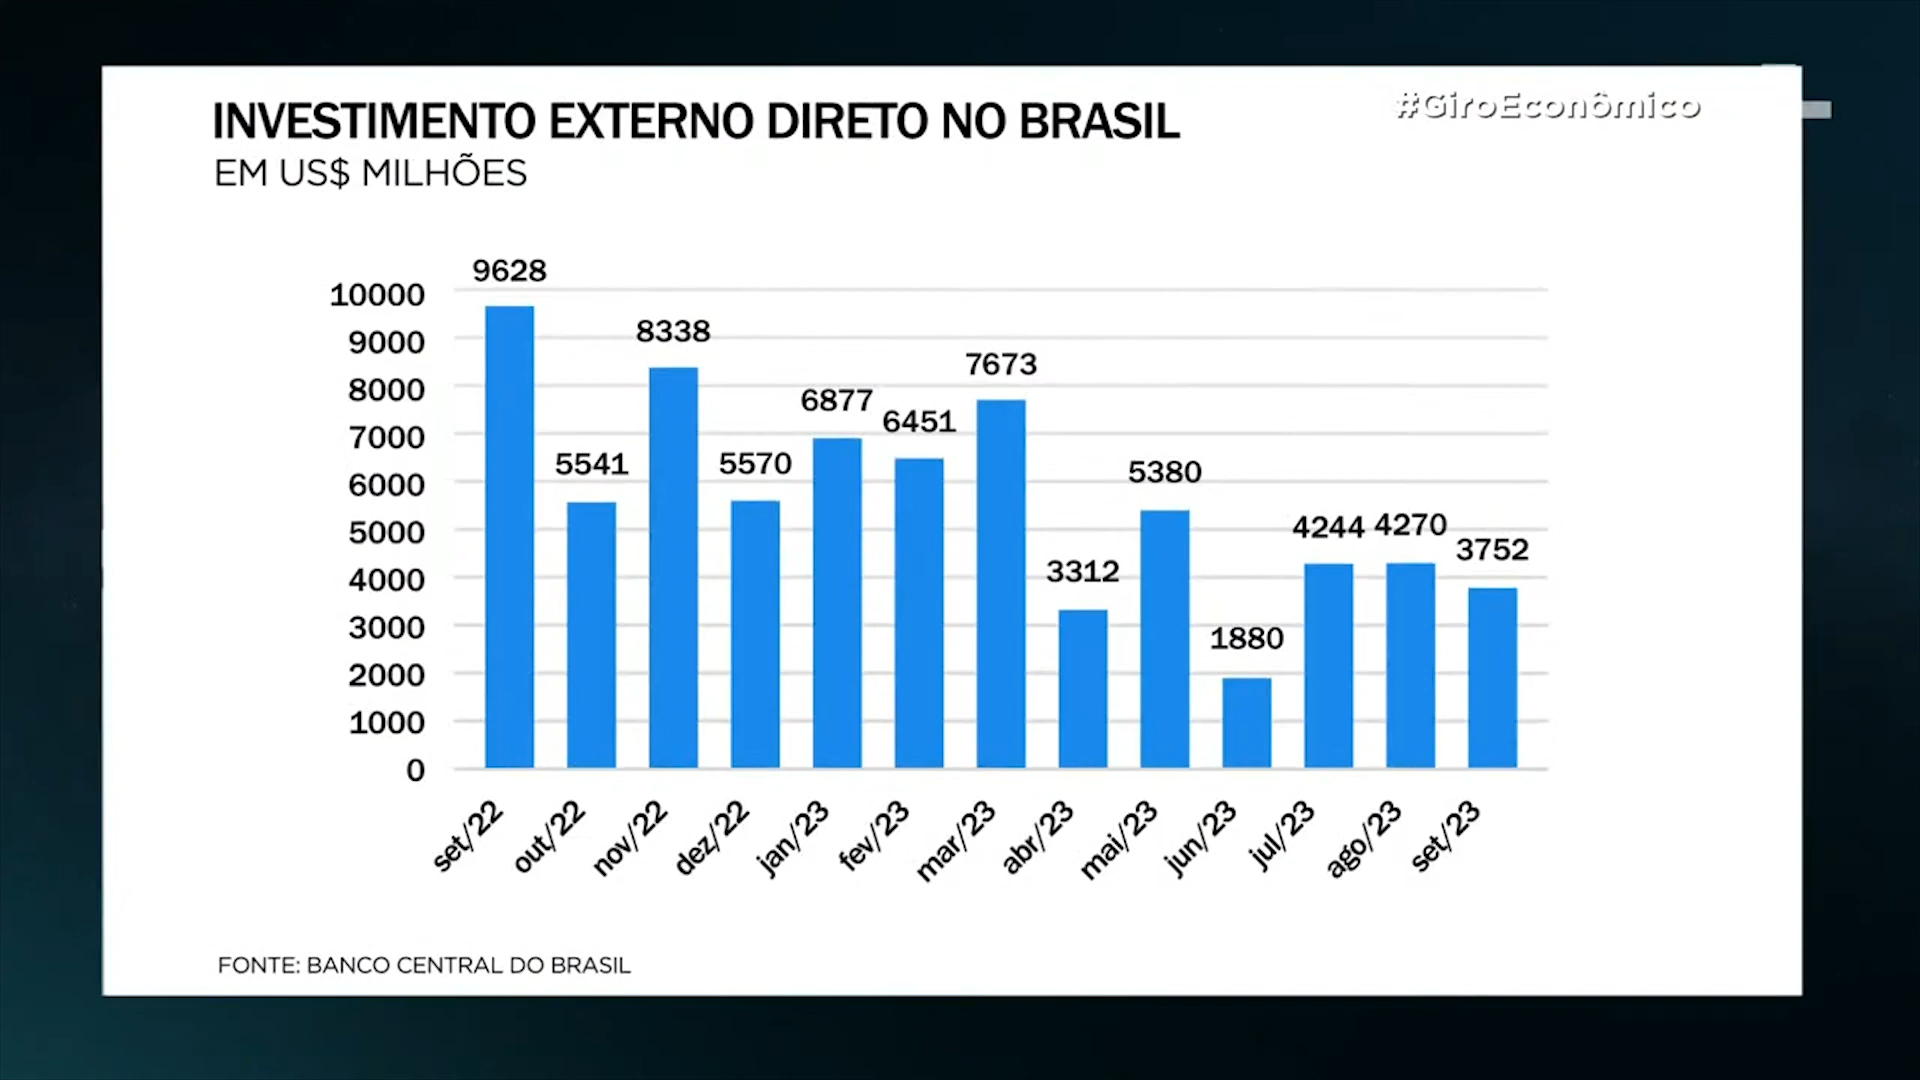 #GiroEconômico
INVESTIMENTO EXTERNO DIRETO NO BRASIL
EM US$ MILHÕES
10000
9000
8000
7000
6000
5000
4000
3000
2000
1000
0
9628
5541
8338
5570
6877
6451
7673
3312
5380
1880
4244
4270
3752
set/22
out/22
nov/22
dez/22
jan/23
fev/23
mar/23
abr/23
mai/23
jun/23
jul/23
ago/23
set/23
FONTE: BANCO CENTRAL DO BRASIL